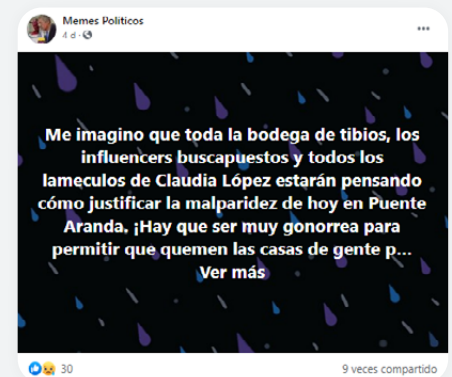 Memes Politicos
4 d
Me imagino que toda la bodega de tibios, los
influencers buscapuestos y todos los
lameculos de Claudia López estarán pensando
cómo justificar la malparidez de hoy en Puente
Aranda. ¡Hay que ser muy gonorrea para
permitir que quemen las casas de gente p...
Ver más
30
9 veces compartido